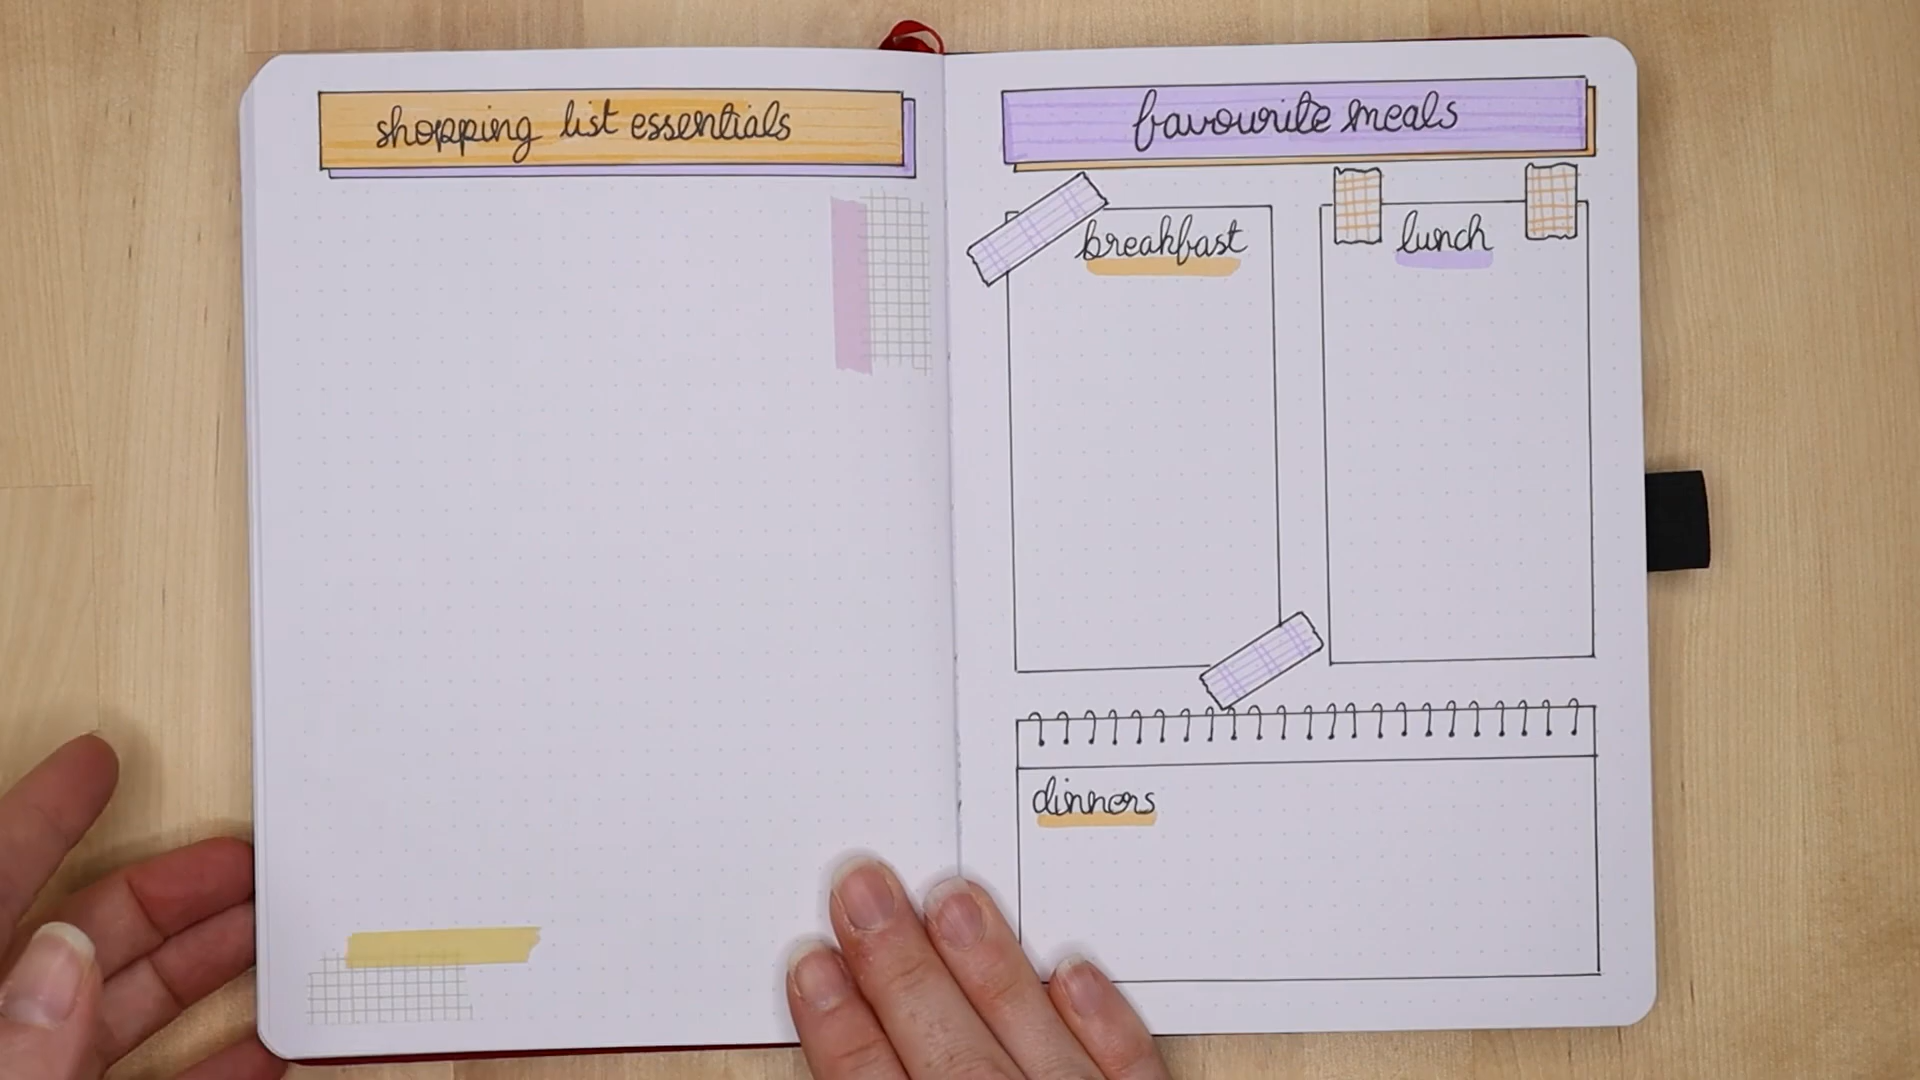 shopping list essentials
favourite meals
breakfast
lunch
dinners